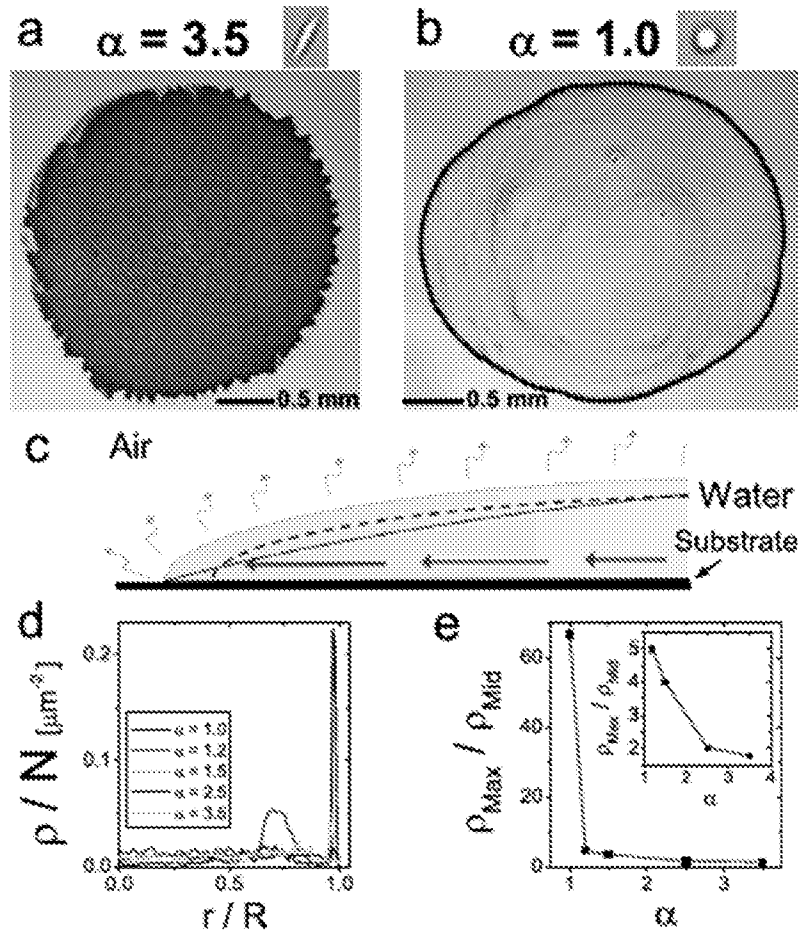 a α = 3.5
b α = 1.0
0.5 mm
0.5 mm
c Air
Water
Substrate
d
0.2
0.1
0.0
ρ / N [μm⁻²]
α = 1.0
α = 1.2
α = 1.5
α = 2.5
α = 3.5
0.0 0.5 1.0
r / R
e
60
40
20
0
ρMax / ρMid
1 2 3
α
5
4
3
2
ρMax / ρMid
1 2 3 4
α